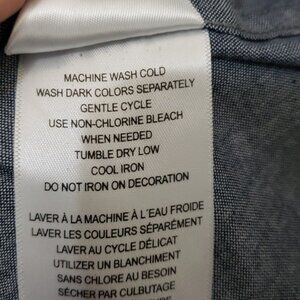 MACHINE WASH COLD
WASH DARK COLORS SEPARATELY
GENTLE CYCLE
USE NON-CHLORINE BLEACH
WHEN NEEDED
TUMBLE DRY LOW
COOL IRON
DO NOT IRON ON DECORATION
LAVER À LA MACHINE À L'EAU FROIDE
LAVER LES COULEURS SÉPARÉMENT
LAVER AU CYCLE DÉLICAT
UTILIZER UN BLANCHIMENT
SANS CHLORE AU BESOIN
SÉCHER PAR CULBUTAGE